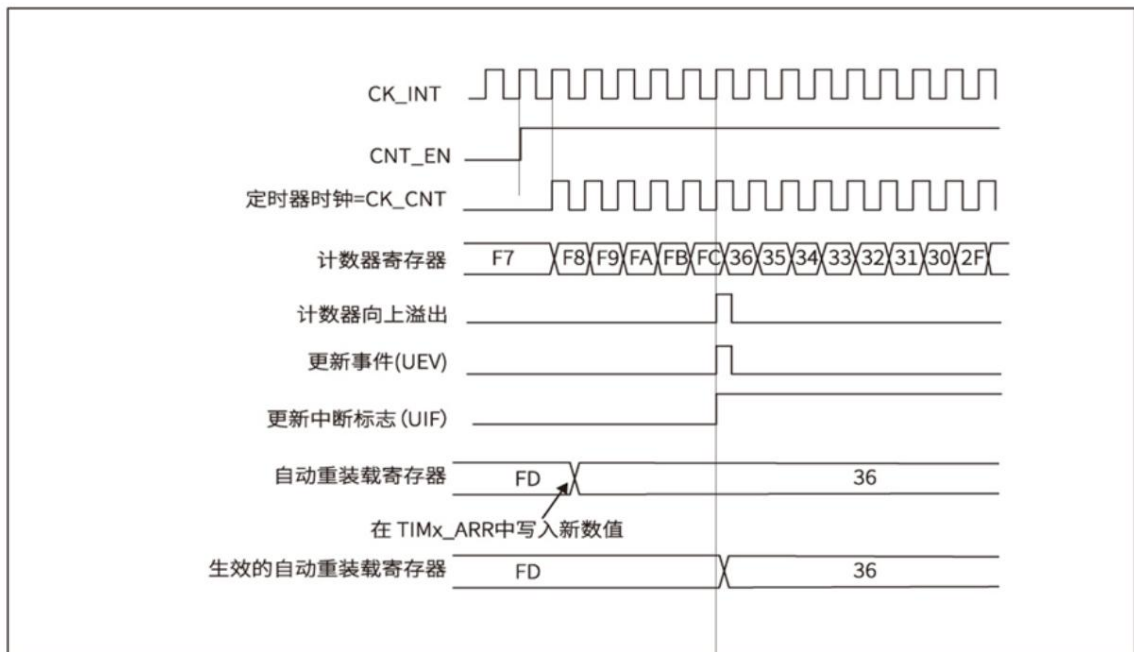 CK_INT
CNT_EN
定时器时钟=CK_CNT
计数器寄存器 F7 F8 F9 FA FB FC 36 35 34 33 32 31 30 2F
计数器向上溢出
更新事件(UEV)
更新中断标志(UIF)
自动重装载寄存器 FD 36
在 TIMx_ARR中写入新数值
生效的自动重装载寄存器 FD 36